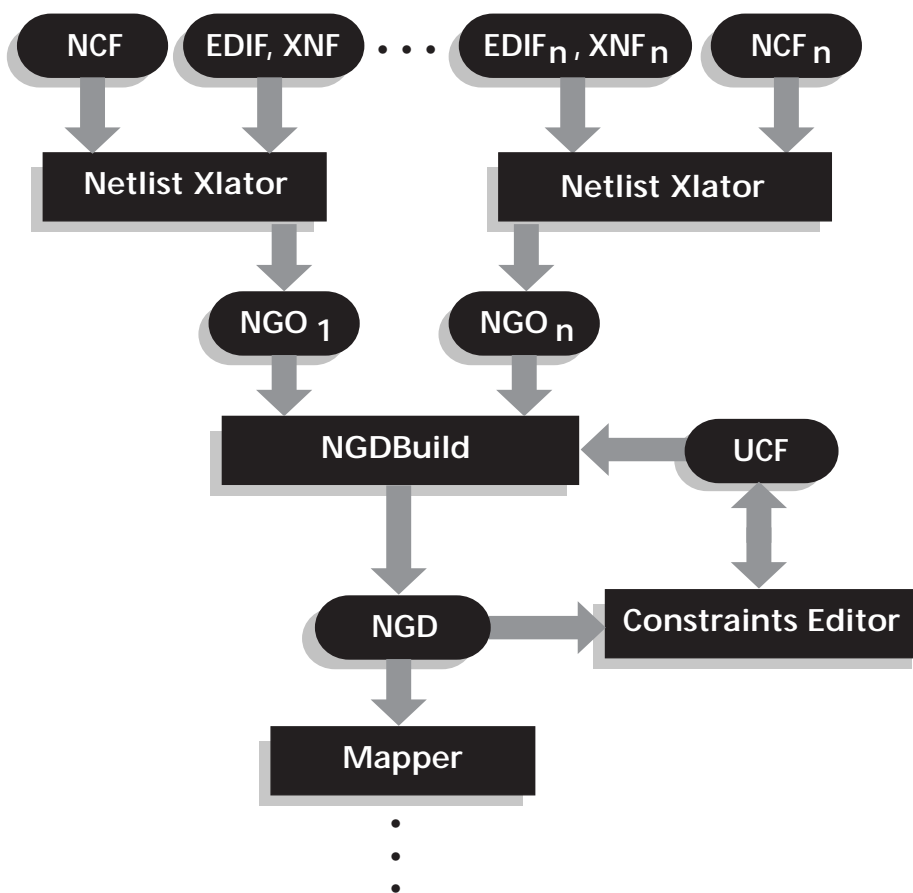 NCF
EDIF, XNF
• • •
EDIFn, XNFn
NCFn
Netlist Xlator
Netlist Xlator
NGO 1
NGO n
NGDBuild
UCF
NGD
Constraints Editor
Mapper